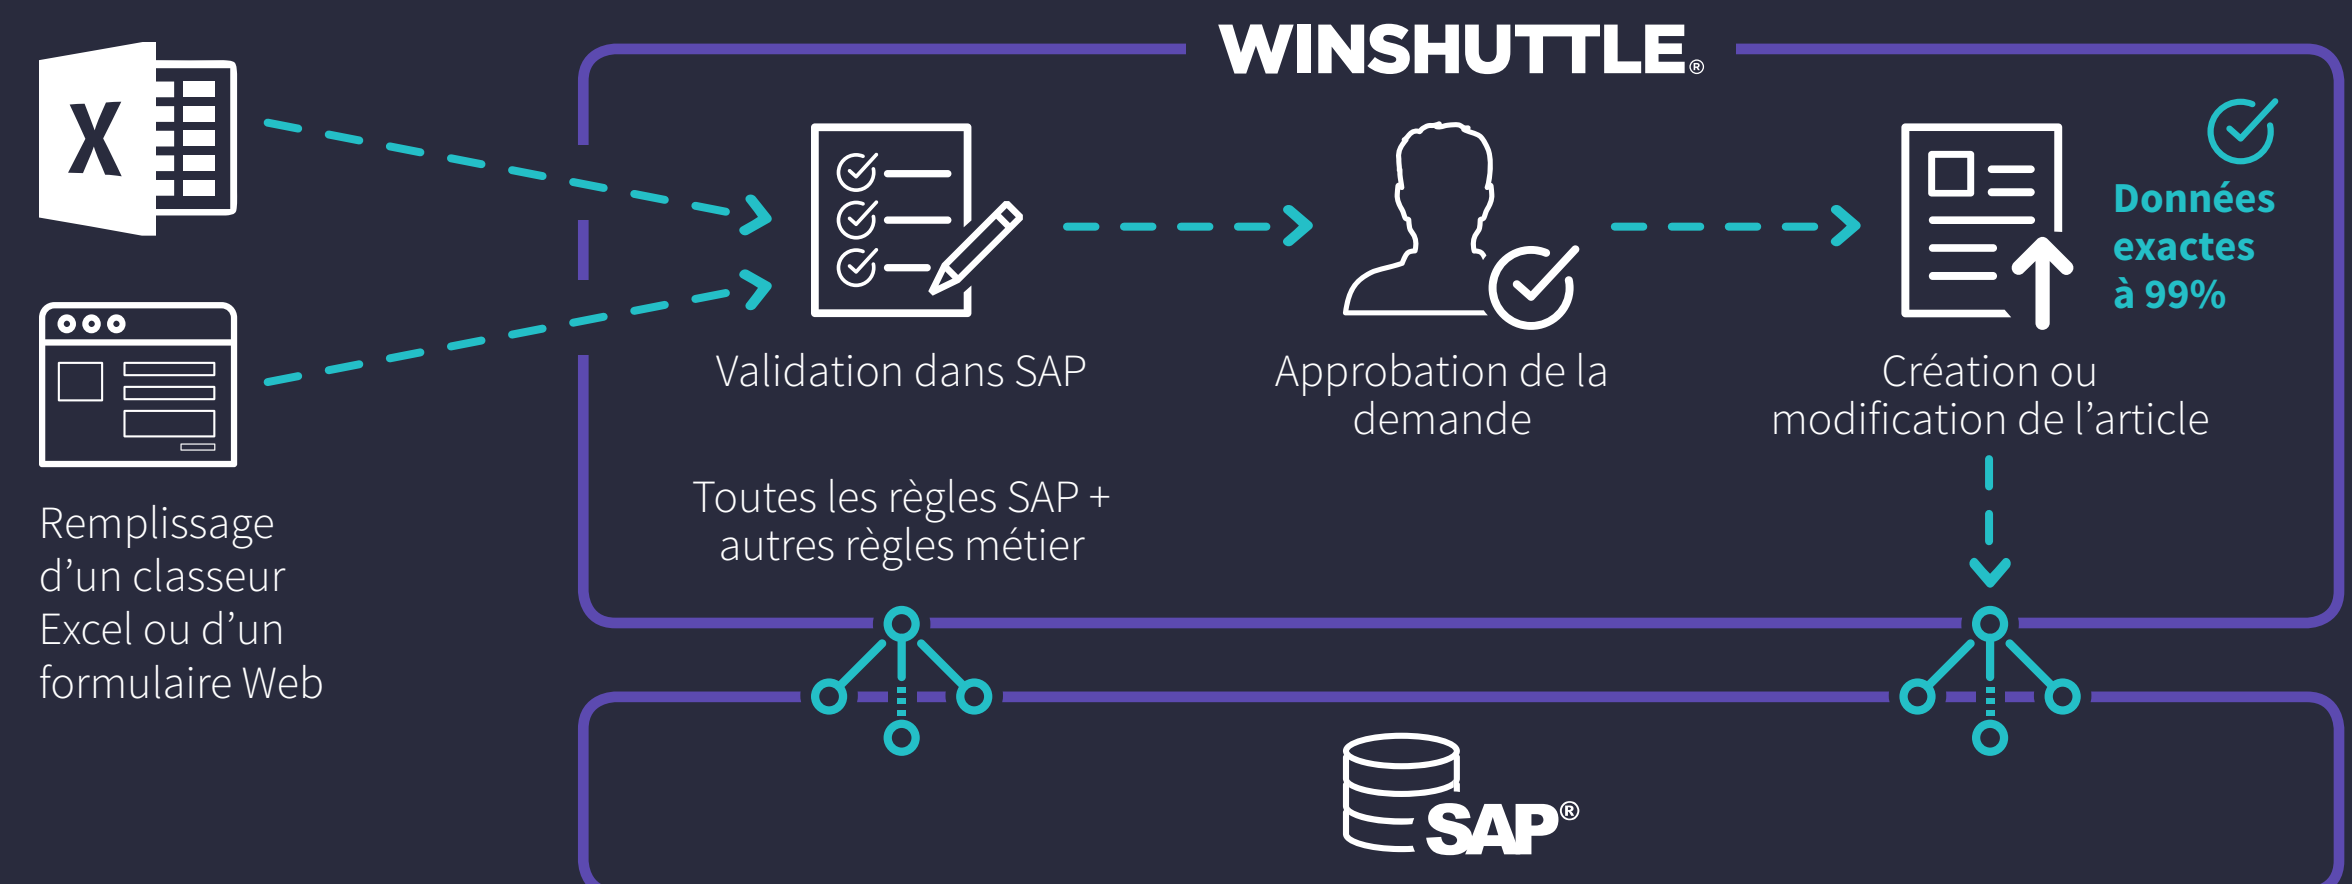 WINSHUTTLE®
X
Données
exactes
à 99%
Validation dans SAP
Approbation de la
demande
Création ou
modification de l’article
Toutes les règles SAP +
autres règles métier
Remplissage
d’un classeur
Excel ou d’un
formulaire Web
SAP®